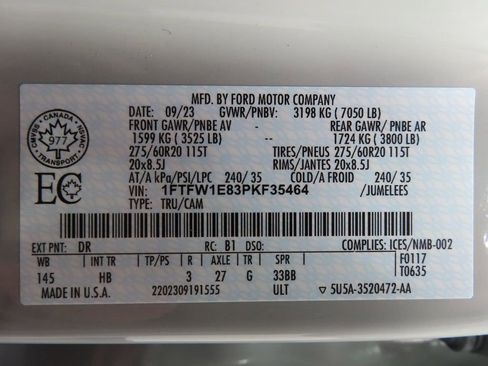 MFD. BY FORD MOTOR COMPANY
DATE: 09/23 GVWR/PNBV: 3198 KG ( 7050 LB)
FRONT GAWR/PNBE AV - REAR GAWR/ PNBE AR
1599 KG ( 3525 LB) 1724 KG ( 3800 LB)
275/60R20 115T TIRES/PNEUS 275/60R20 115T
20x8.5J RIMS/JANTES 20x8.5J
AT/A kPa/PSI/LPC 240/ 35 COLD/A FROID 240/ 35
VIN: 1FTFW1E83PKF35464 /JUMELEES
TYPE: TRU/CAM
CANADA
977
TRANSPORT
EC
EXT PNT: DR RC: B1 DSO: COMPLIES: ICES/NMB-002
WB INT TR TP/PS R AXLE TR SPR F0117
145 HB 3 27 G 33BB T0635
MADE IN U.S.A. 2202309191555 ULT ▽ 5U5A-3520472-AA